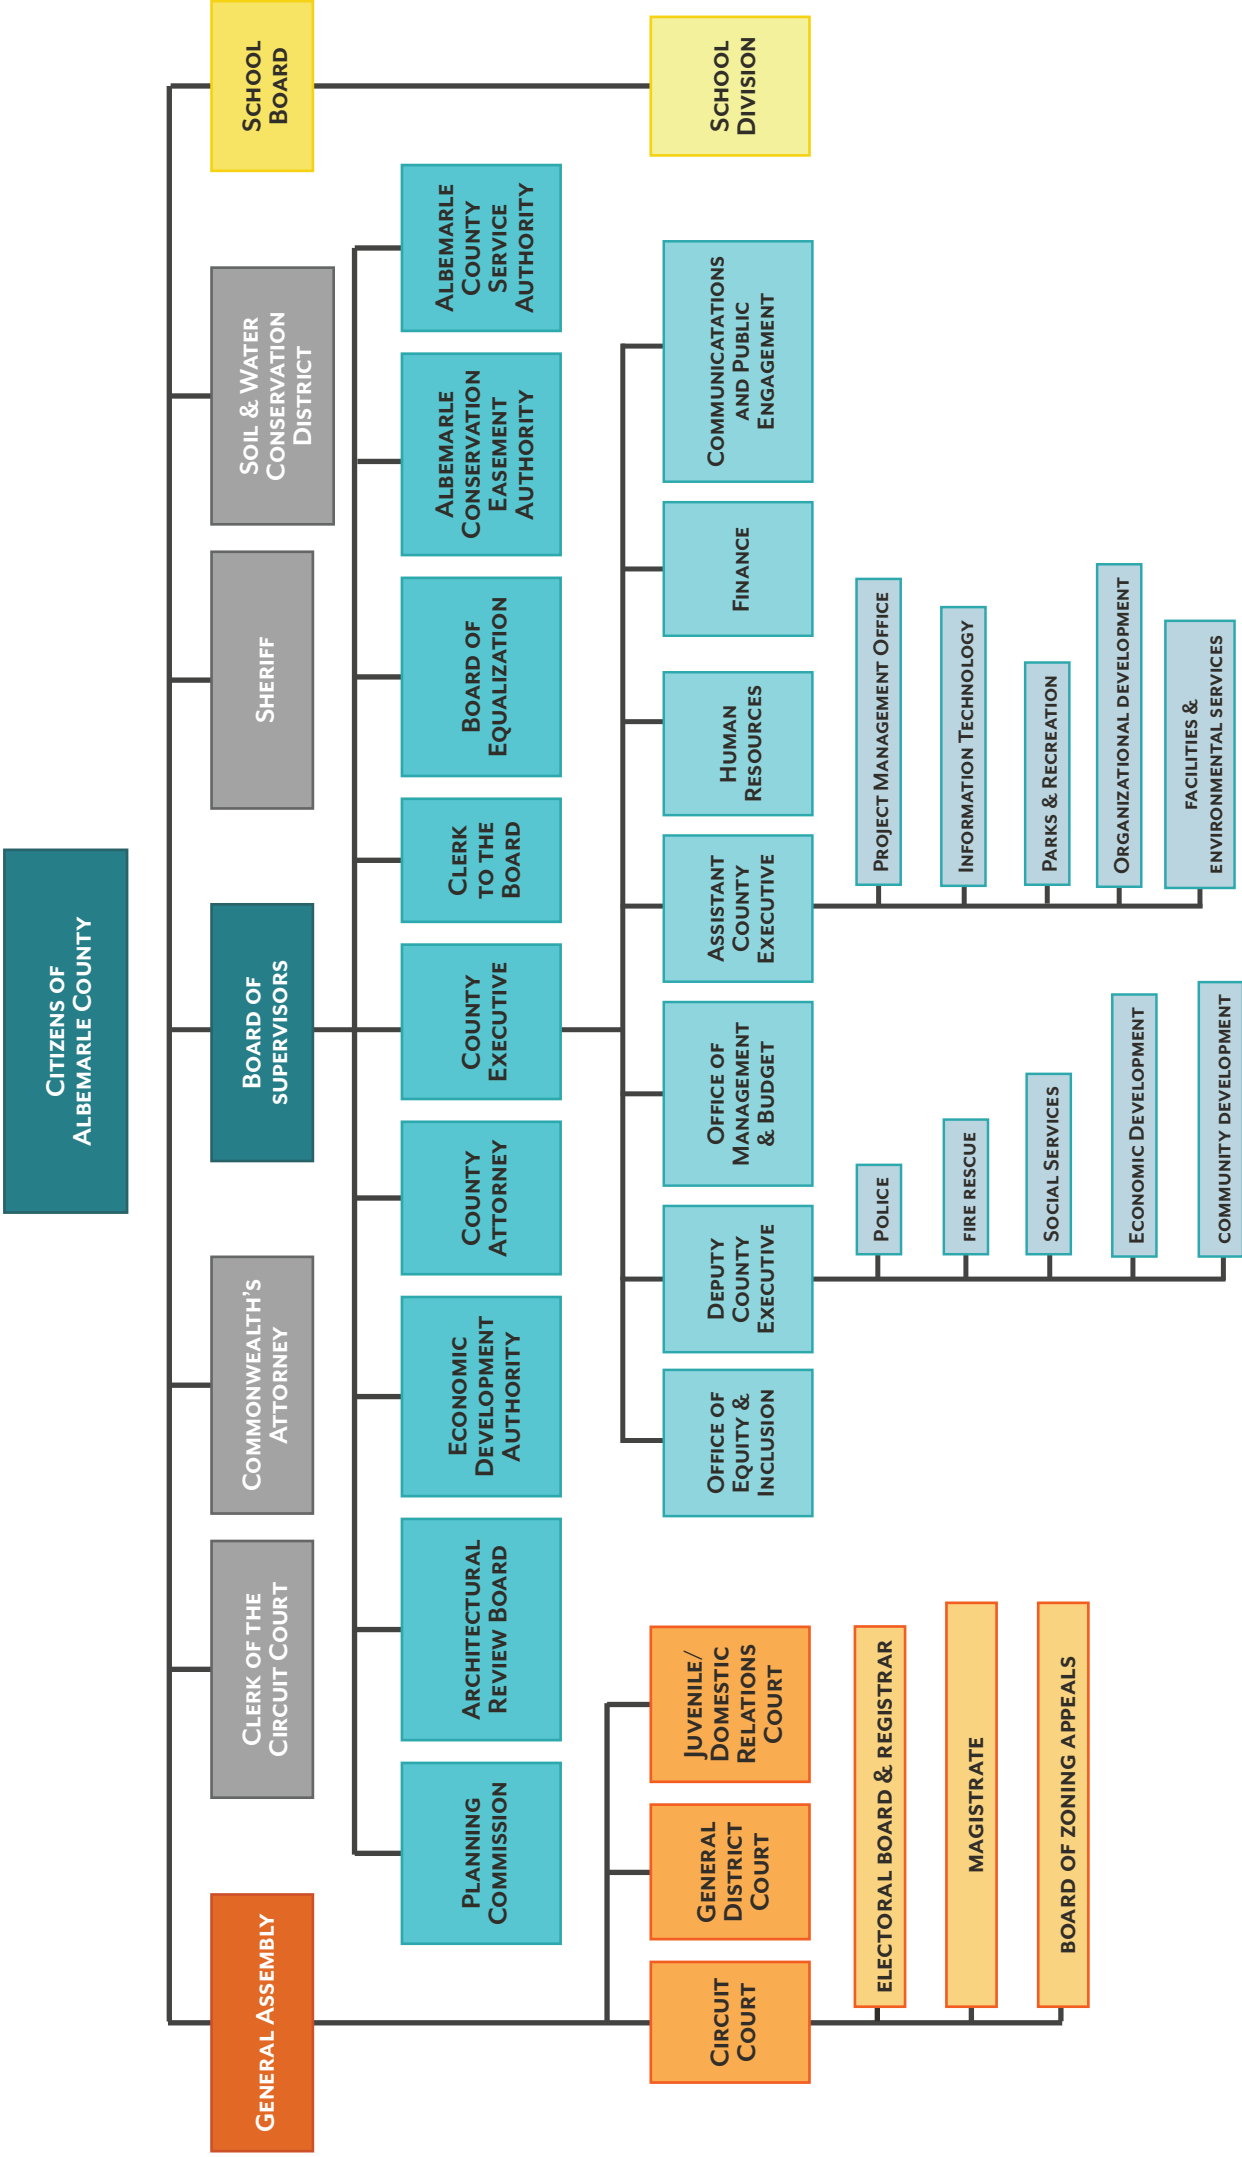 Citizens of
Albemarle County
General Assembly
Clerk of the
Circuit Court
Commonwealth's
Attorney
Board of
supervisors
Sheriff
Soil & Water
Conservation
District
School
Board
Planning
Commission
Architectural
Review Board
Economic
Development
Authority
County
Attorney
County
Executive
Clerk
to the
Board
Board of
Equalization
Albemarle
Conservation
Easement
Authority
Albemarle
County
Service
Authority
Circuit
Court
General
District
Court
Juvenile/
Domestic
Relations
Court
Office of
Equity &
Inclusion
Deputy
County
Executive
Office of
Management
& Budget
Assistant
County
Executive
Human
Resources
Finance
Communicatations
and Public
Engagement
School
Division
electoral board & registrar
magistrate
board of zoning appeals
Police
fire rescue
Social Services
Economic Development
community development
Project Management Office
Information Technology
Parks & Recreation
Organizational development
facilities &
environmental services